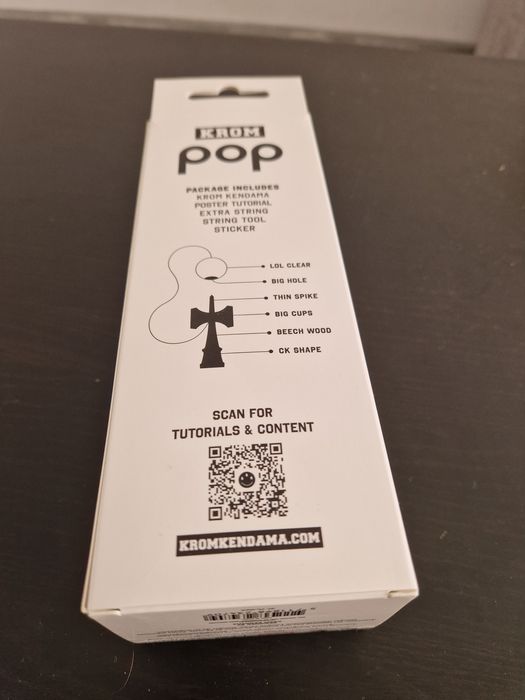 KROM
pop
PACKAGE INCLUDES
KROM KENDAMA
POSTER TUTORIAL
EXTRA STRING
STRING TOOL
STICKER
LOL CLEAR
BIG HOLE
THIN SPIKE
BIG CUPS
BEECH WOOD
CK SHAPE
SCAN FOR
TUTORIALS & CONTENT
KROMKENDAMA.COM